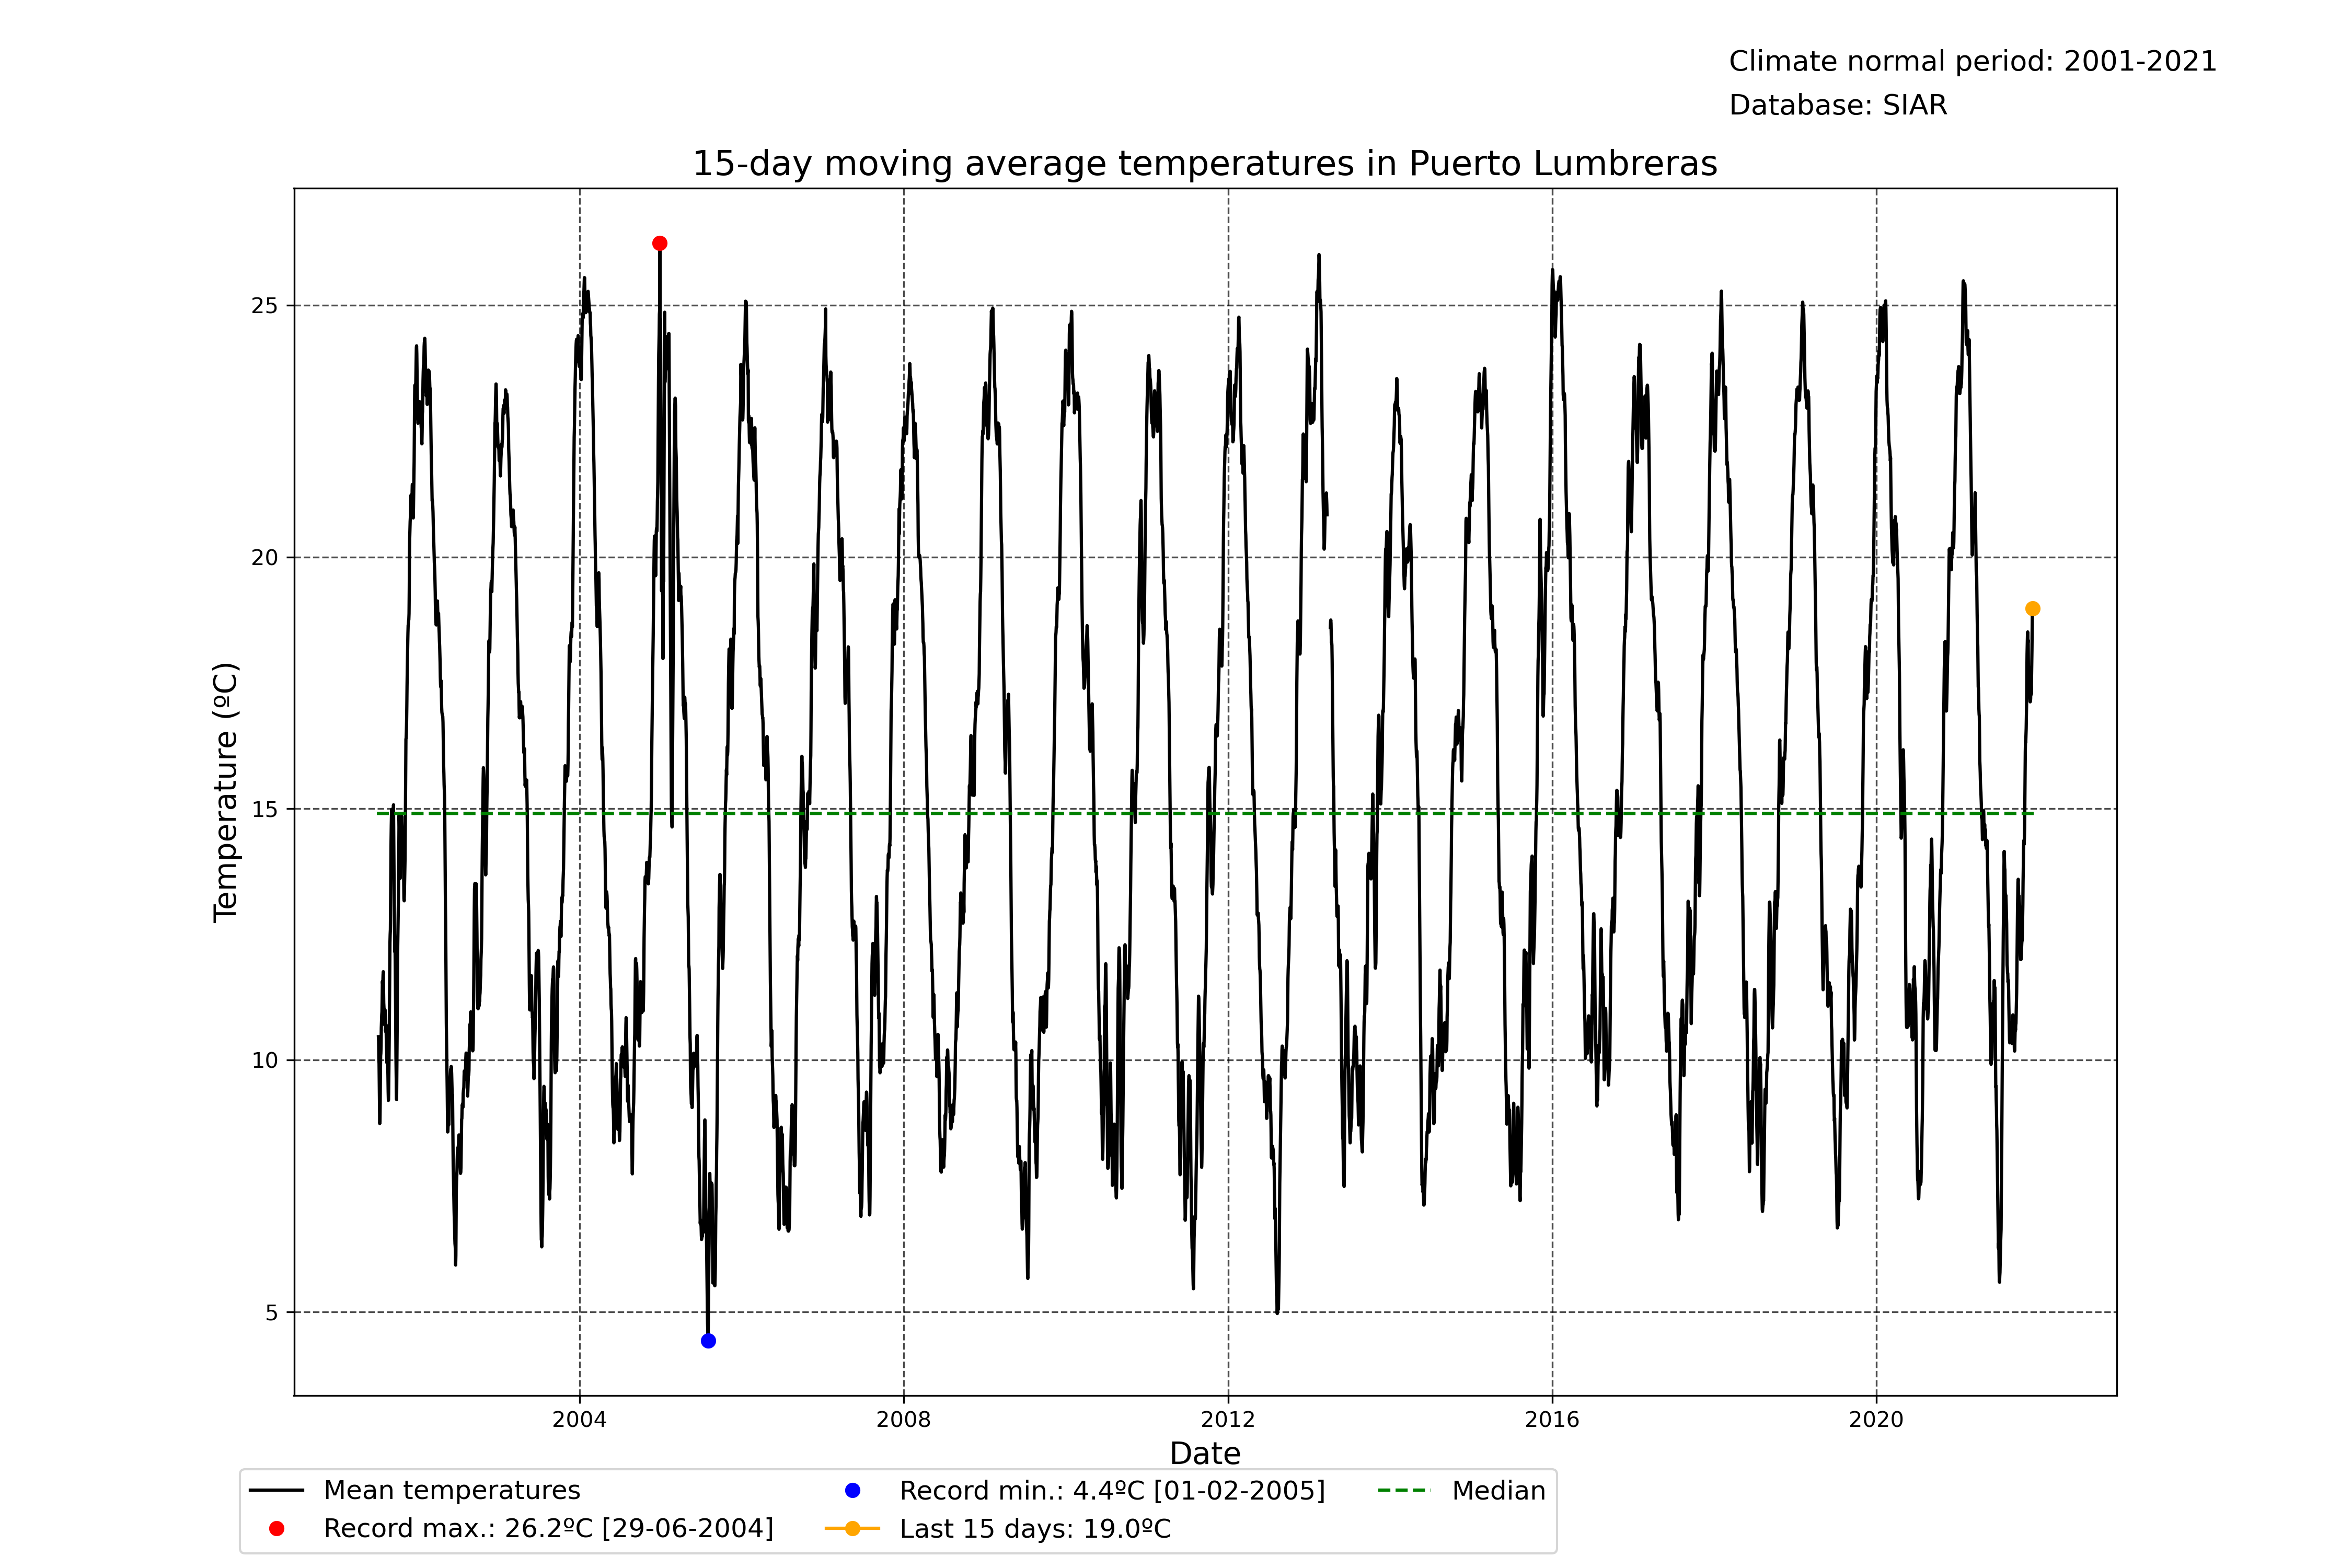 Climate normal period: 2001-2021
Database: SIAR
15-day moving average temperatures in Puerto Lumbreras
Temperature (ºC)
25
20
15
10
5
2004 2008 2012 2016 2020
Date
Mean temperatures
Record max.: 26.2ºC [29-06-2004]
Record min.: 4.4ºC [01-02-2005]
Last 15 days: 19.0ºC
Median